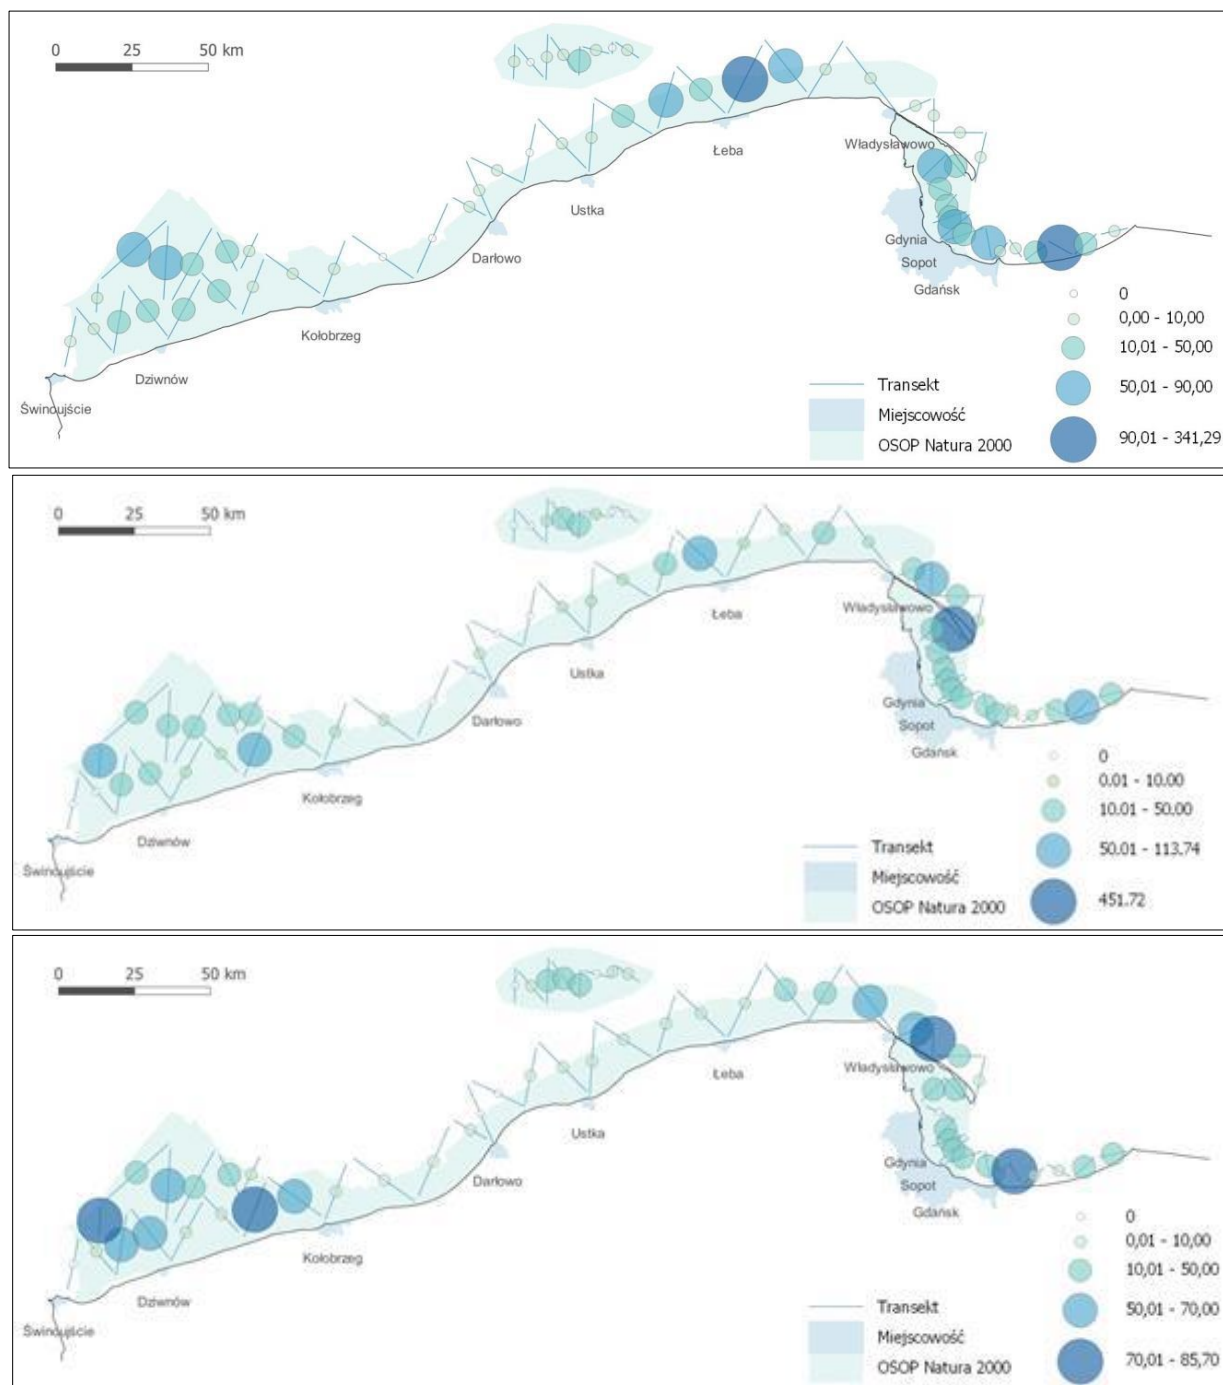 0 25 50 km
Łeba
Władysławowo
Ustka
Gdynia
Darłowo
Sopot
Gdańsk
Kołobrzeg
Dziwnów
Świnoujście
0
0,00 - 10,00
10,01 - 50,00
Transekt
50,01 - 90,00
Miejscowość
OSOP Natura 2000
90,01 - 341,29
0 25 50 km
Łeba
Władysławowo
Ustka
Gdynia
Darłowo
Sopot
Gdańsk
Kołobrzeg
Dziwnów
Świnoujście
0
0.01 - 10.00
10.01 - 50.00
Transekt
50.01 - 113.74
Miejscowość
OSOP Natura 2000
451.72
0 25 50 km
Łeba
Władysławowo
Ustka
Gdynia
Darłowo
Sopot
Gdańsk
Kołobrzeg
Dziwnów
Świnoujście
0
0,01 - 10,00
10,01 - 50,00
Transekt
50,01 - 70,00
Miejscowość
OSOP Natura 2000
70,01 - 85,70